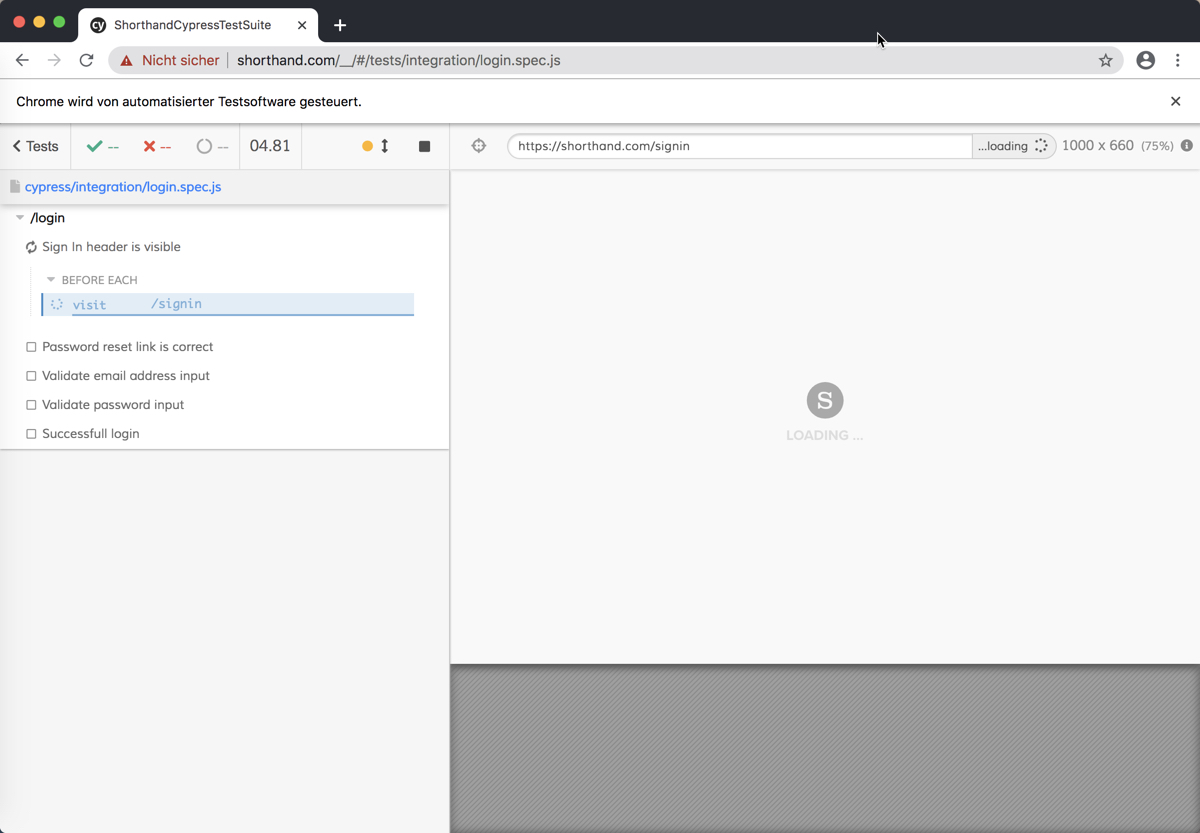 cy ShorthandCypressTestSuite
Nicht sicher shorthand.com/__/#/tests/integration/login.spec.js
Chrome wird von automatisierter Testsoftware gesteuert.
Tests -- -- -- 04.81 https://shorthand.com/signin ...loading 1000 x 660 (75%)
cypress/integration/login.spec.js
/login
Sign In header is visible
BEFORE EACH
visit /signin
Password reset link is correct
Validate email address input
Validate password input
Successfull login
S
LOADING ...